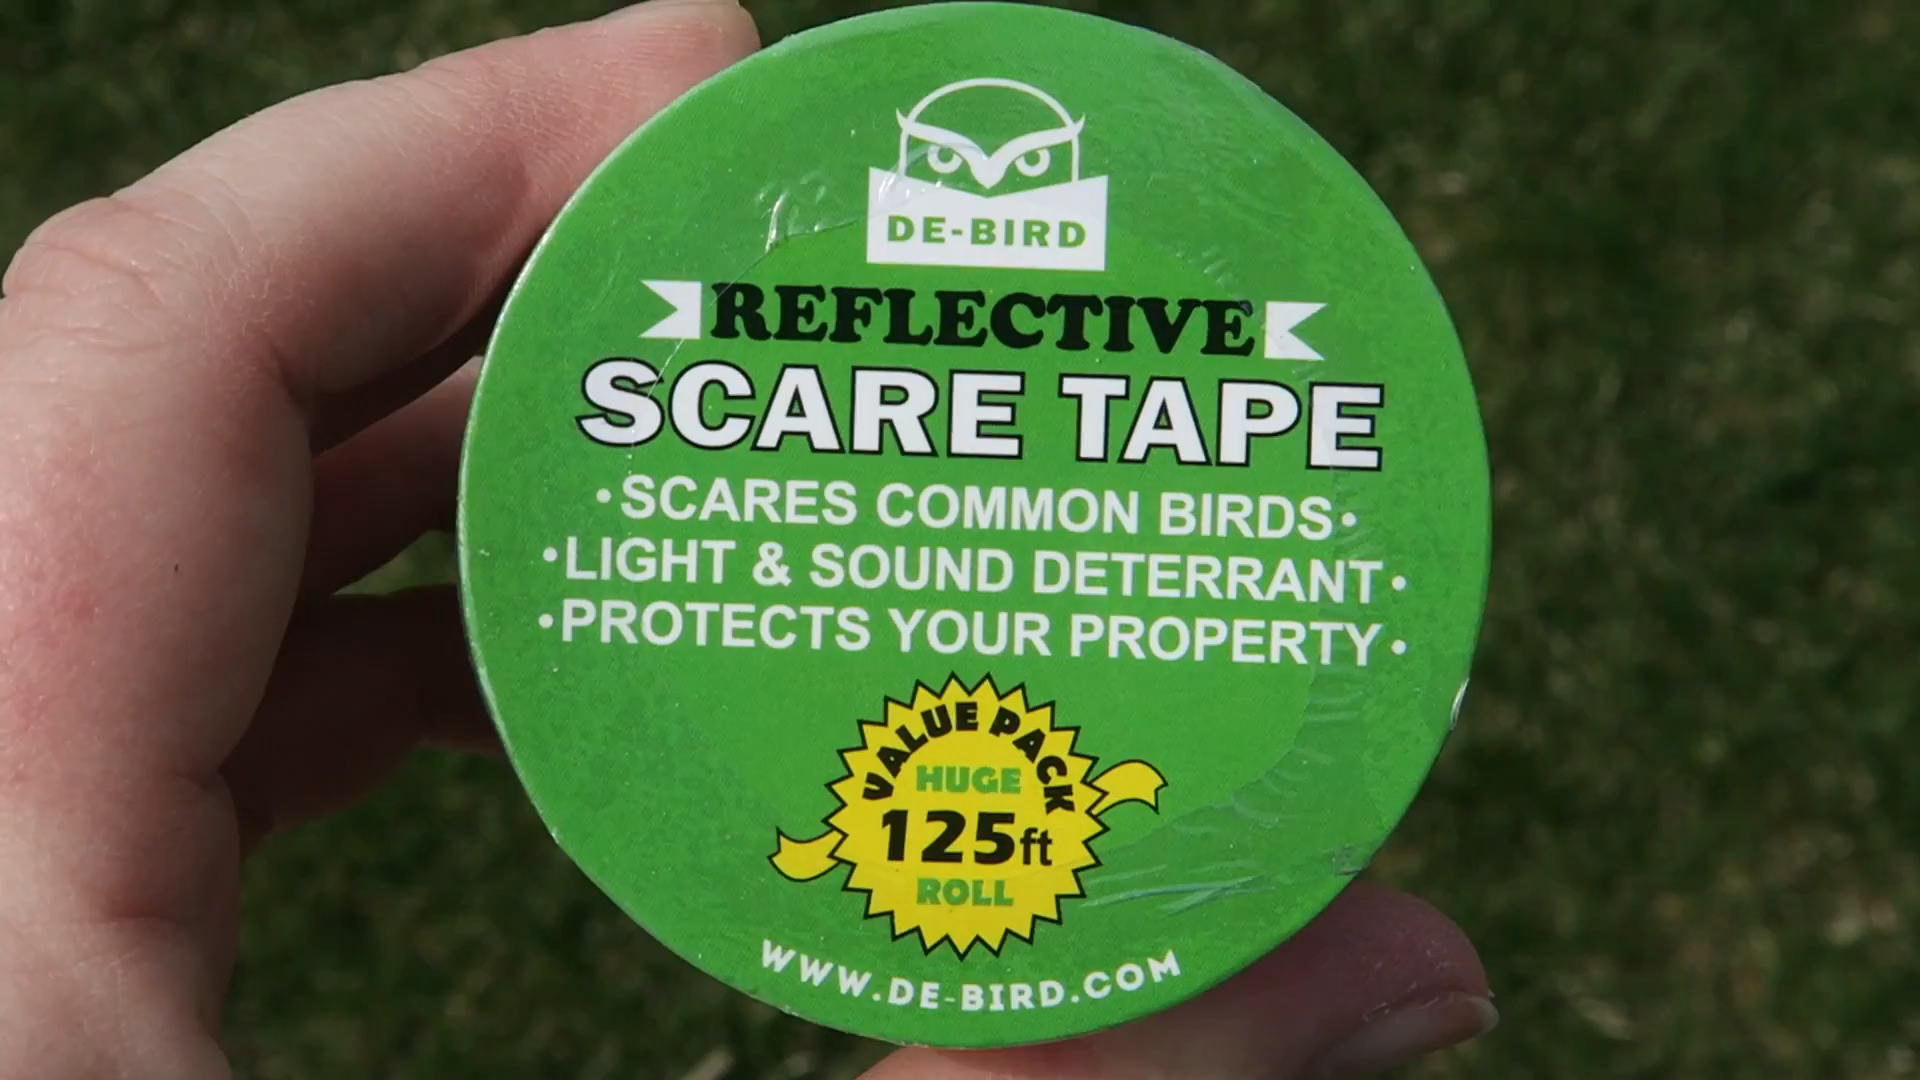 DE-BIRD
REFLECTIVE
SCARE TAPE
•SCARES COMMON BIRDS•
•LIGHT & SOUND DETERRANT•
•PROTECTS YOUR PROPERTY•
VALUE PACK
HUGE
125ft
ROLL
WWW.DE-BIRD.COM